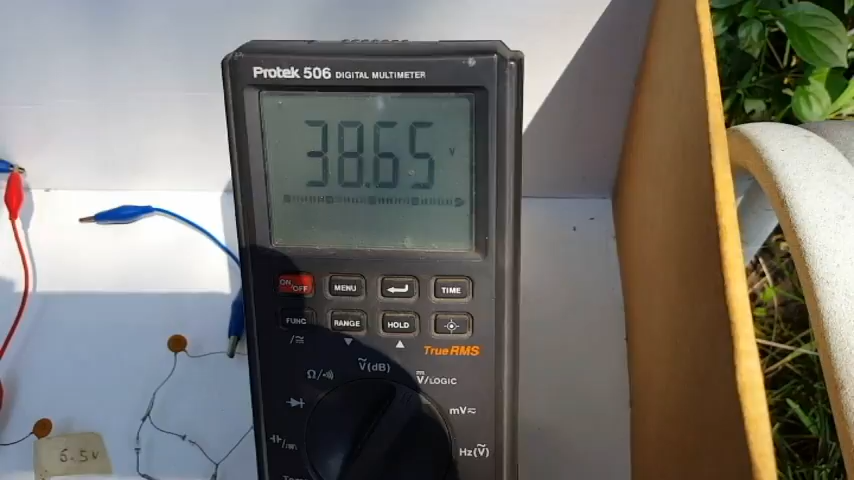 Protek 506 DIGITAL MULTIMETER
38.65 V
ON/OFF MENU TIME
FUNC RANGE HOLD
True RMS
Ω V(dB) V/LOGIC
mV
Hz(V)
Temp
5.5V